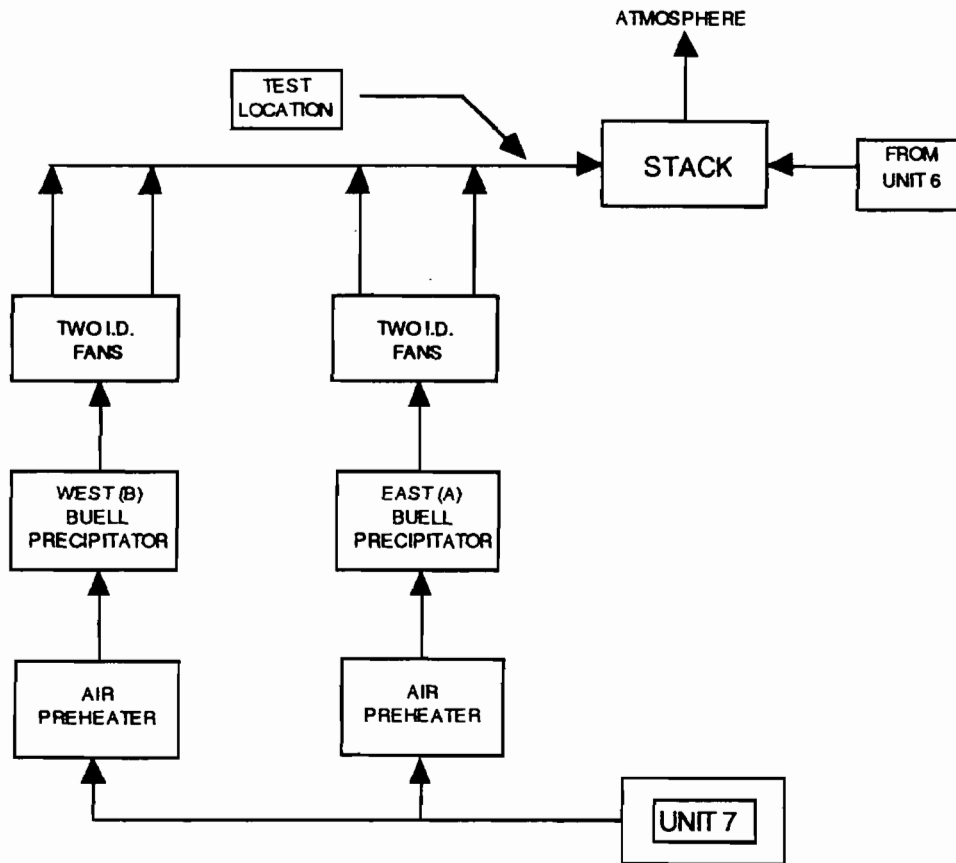 ATMOSPHERE
TEST
LOCATION
STACK
FROM
UNIT 6
TWO I.D.
FANS
TWO I.D.
FANS
WEST (B)
BUELL
PRECIPITATOR
EAST (A)
BUELL
PRECIPITATOR
AIR
PREHEATER
AIR
PREHEATER
UNIT 7